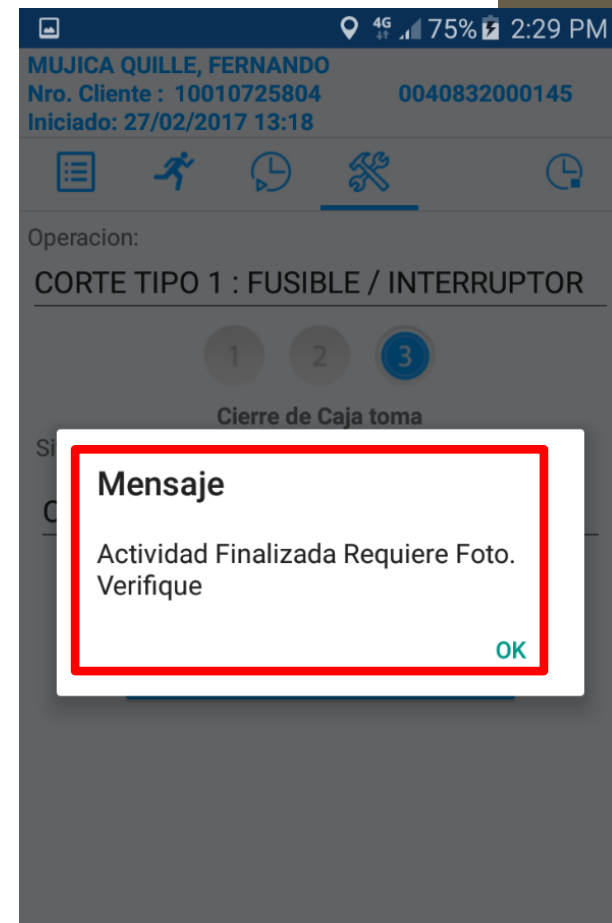 4G 75% 2:29 PM
MUJICA QUILLE, FERNANDO
Nro. Cliente : 10010725804 0040832000145
Iniciado: 27/02/2017 13:18
Operacion:
CORTE TIPO 1 : FUSIBLE / INTERRUPTOR
1 2 3
Cierre de Caja toma
Si
Mensaje
Actividad Finalizada Requiere Foto.
Verifique
OK